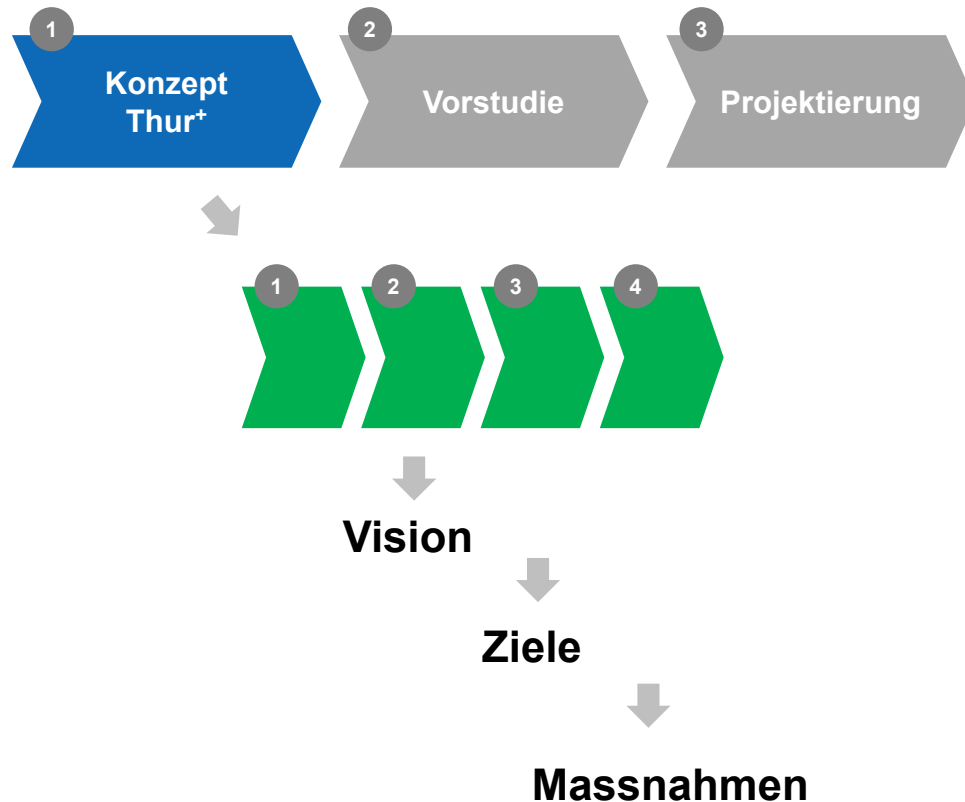 1
2
3
Konzept
Thur⁺
Vorstudie
Projektierung
1
2
3
4
Vision
Ziele
Massnahmen